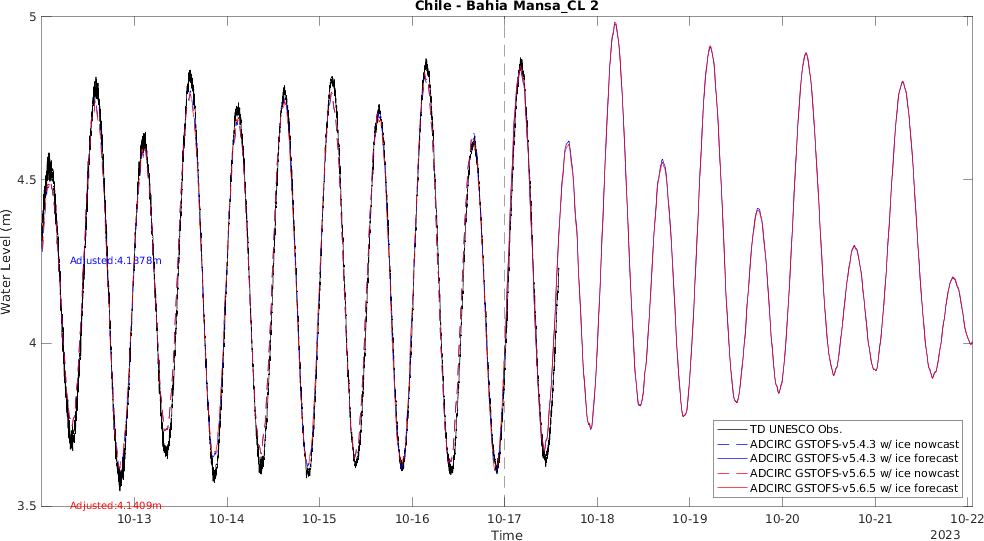 Chile - Bahia Mansa_CL 2
5
4.5
4
3.5
Water Level (m)
Adjusted:4.1378m
Adjusted:4.1409m
TD UNESCO Obs.
ADCIRC GSTOFS-v5.4.3 w/ ice nowcast
ADCIRC GSTOFS-v5.4.3 w/ ice forecast
ADCIRC GSTOFS-v5.6.5 w/ ice nowcast
ADCIRC GSTOFS-v5.6.5 w/ ice forecast
10-13 10-14 10-15 10-16 10-17 10-18 10-19 10-20 10-21 10-22
Time
2023